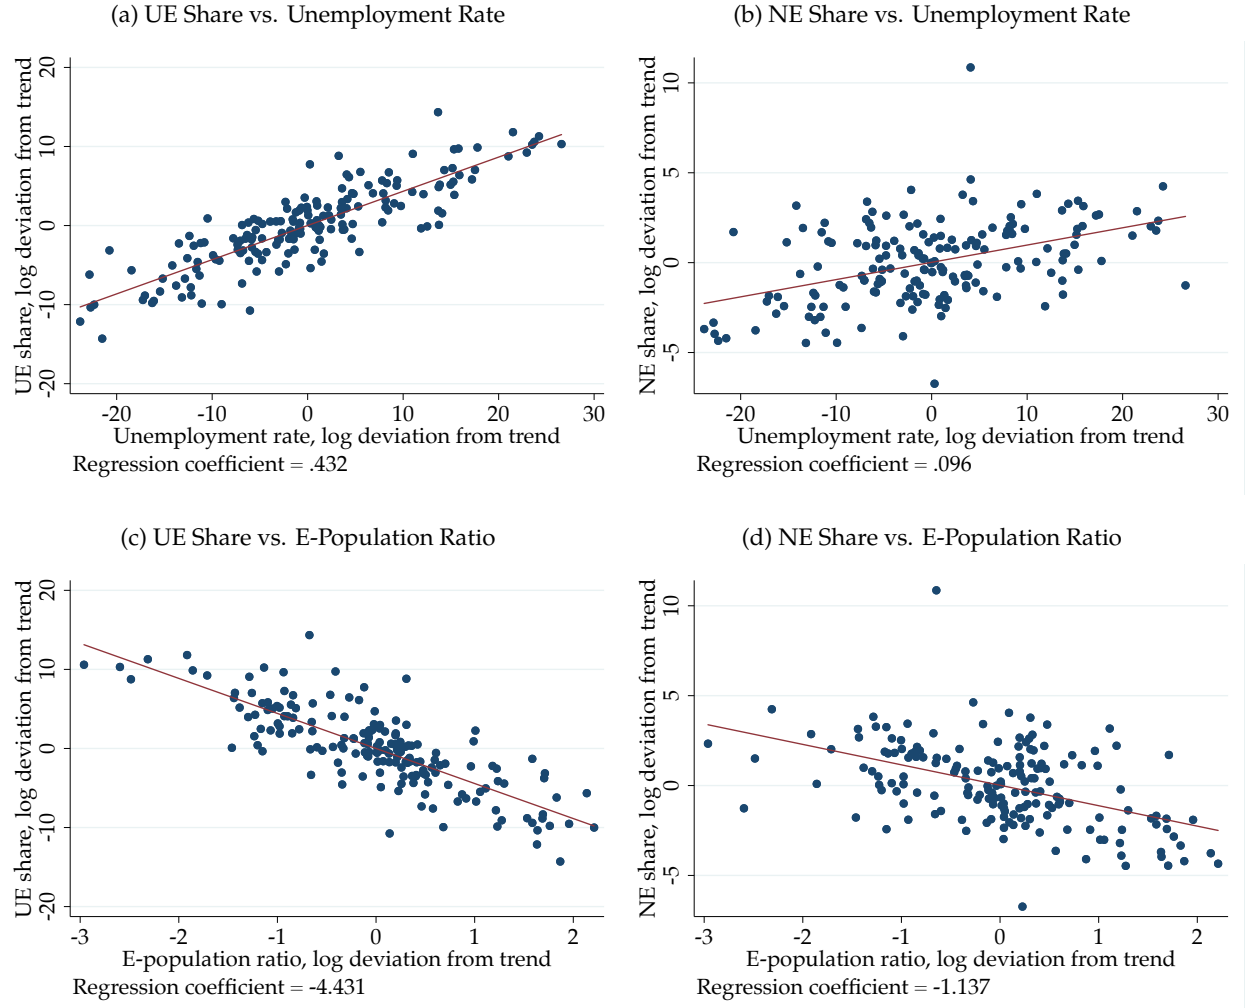 (a) UE Share vs. Unemployment Rate
UE share, log deviation from trend
20
10
0
-10
-20
-20 -10 0 10 20 30
Unemployment rate, log deviation from trend
Regression coefficient = .432
(b) NE Share vs. Unemployment Rate
NE share, log deviation from trend
10
5
0
-5
-20 -10 0 10 20 30
Unemployment rate, log deviation from trend
Regression coefficient = .096
(c) UE Share vs. E-Population Ratio
UE share, log deviation from trend
20
10
0
-10
-20
-3 -2 -1 0 1 2
E-population ratio, log deviation from trend
Regression coefficient = -4.431
(d) NE Share vs. E-Population Ratio
NE share, log deviation from trend
10
5
0
-5
-3 -2 -1 0 1 2
E-population ratio, log deviation from trend
Regression coefficient = -1.137